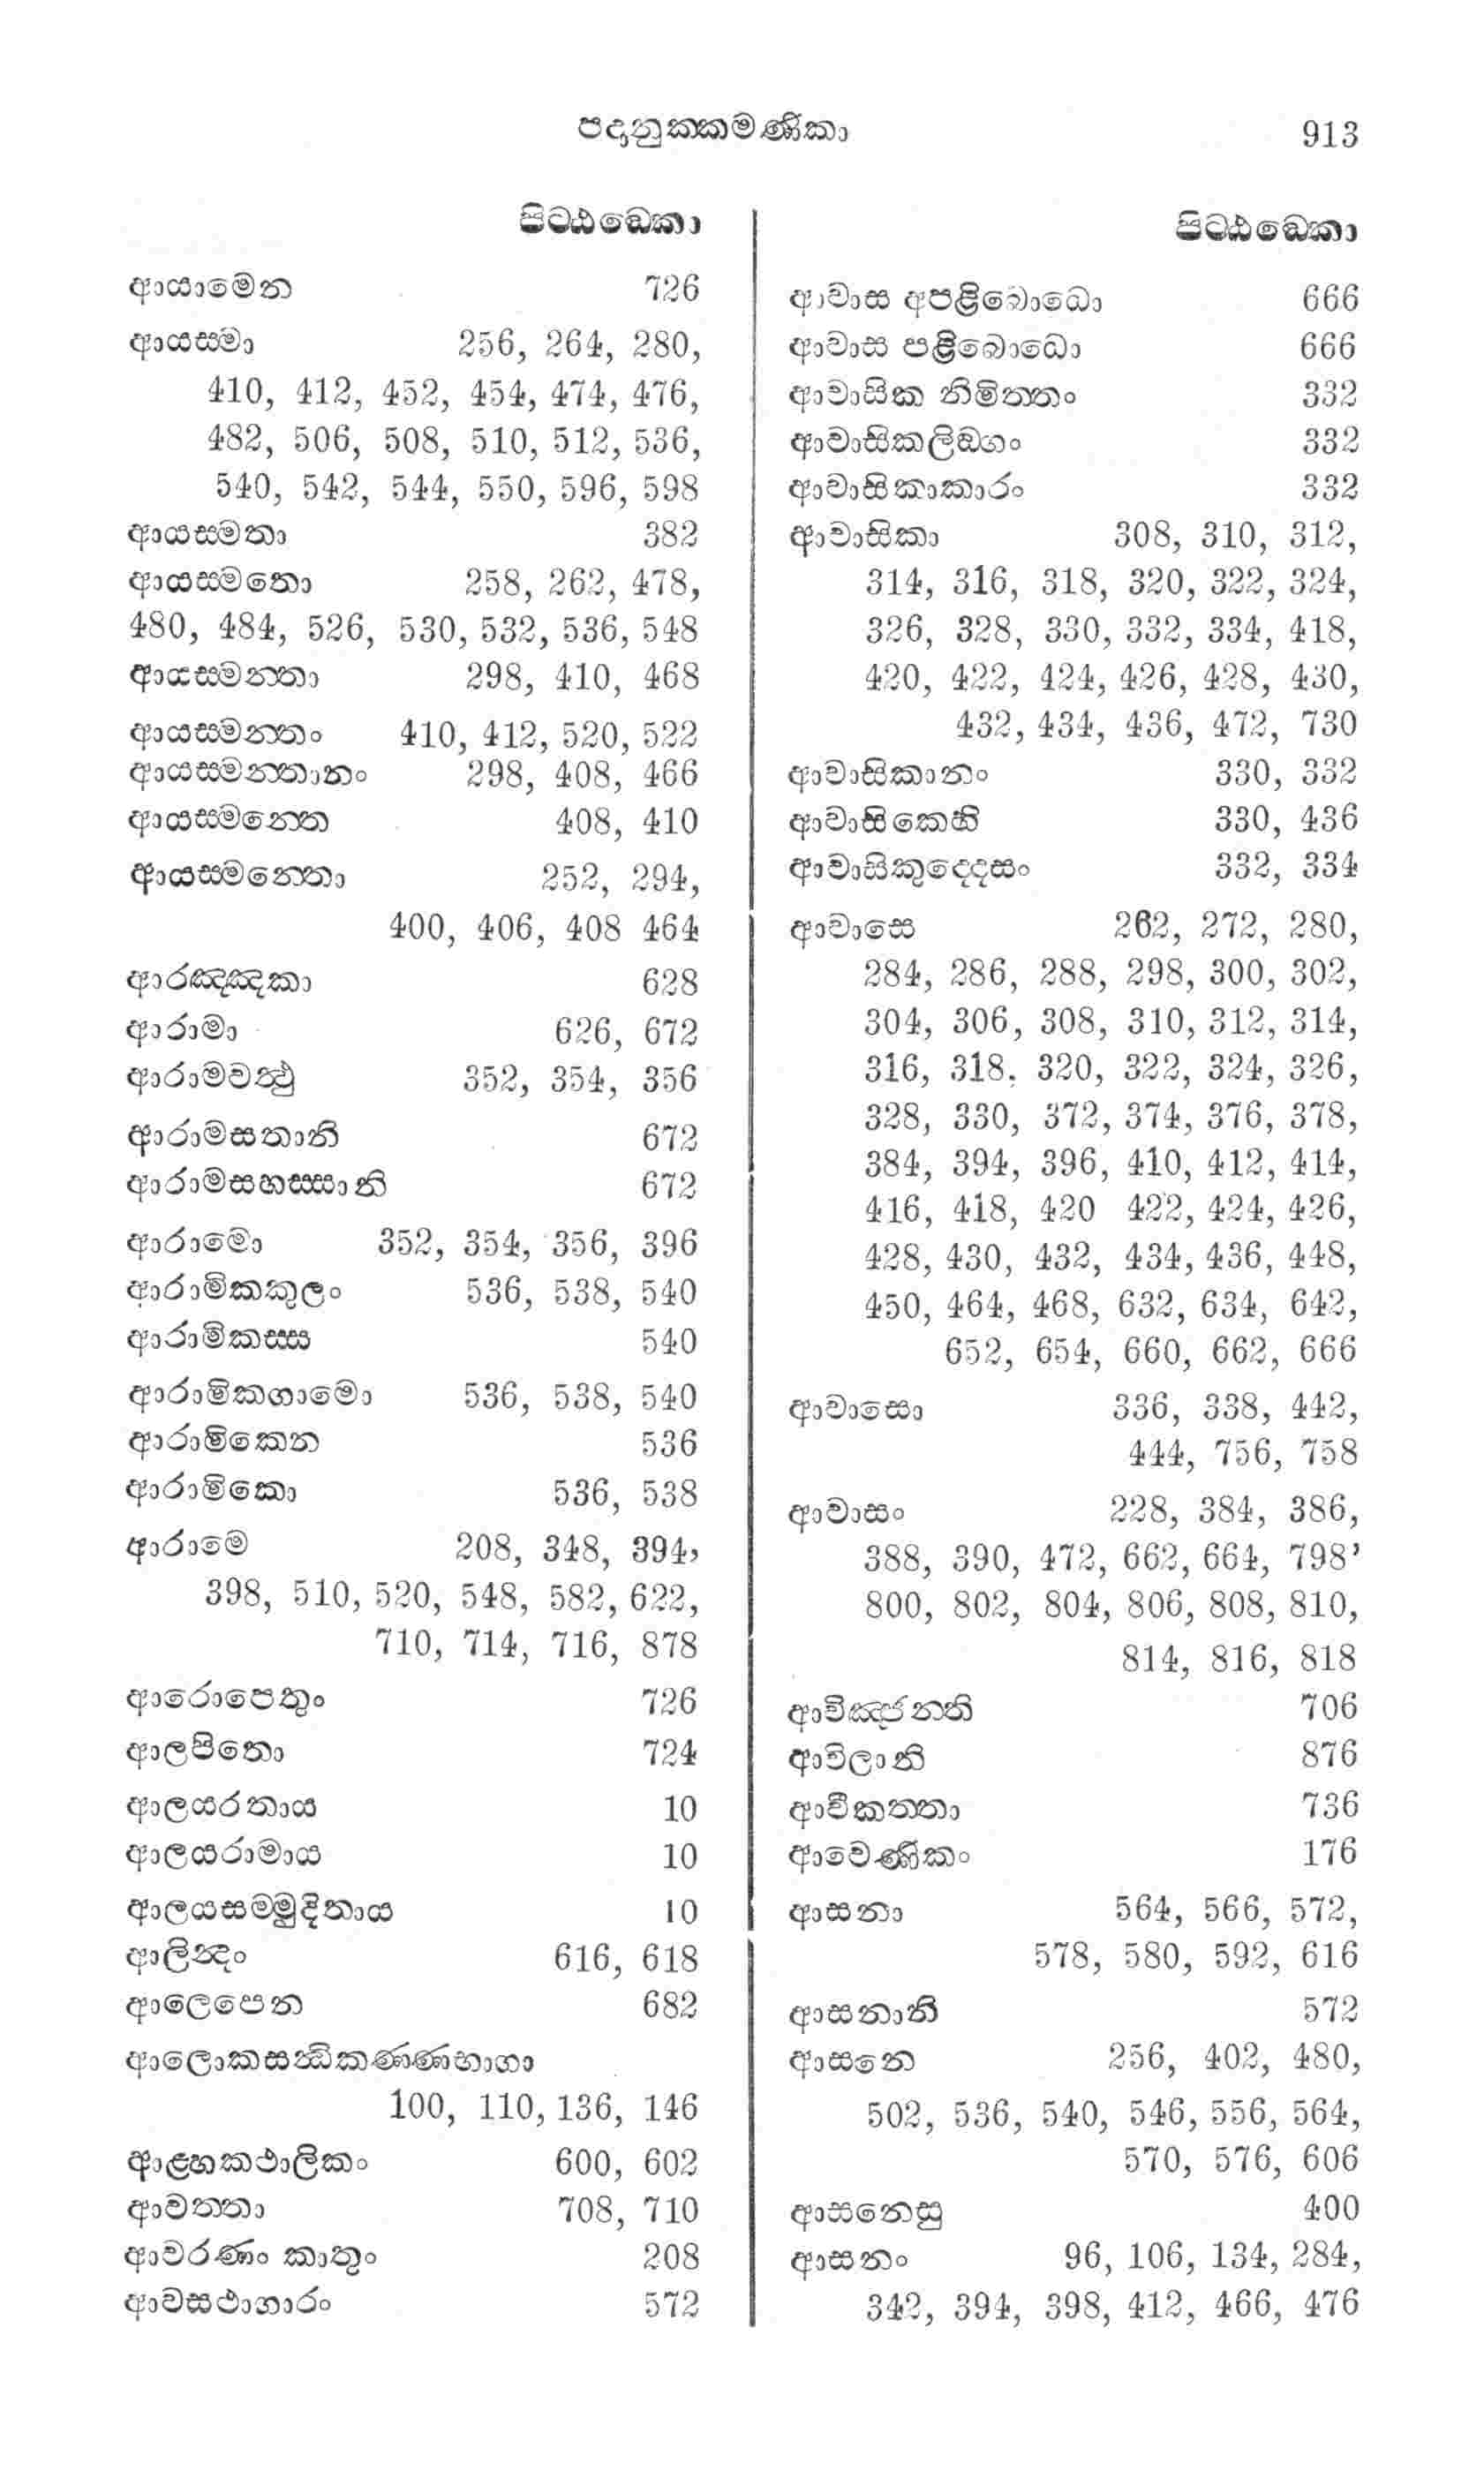 පදානුක්කමණිකා 913
පිට්ඨඞ්කො
ආයාමෙන 726
ආයස්මා 256, 264, 280,
410, 412, 452, 454, 474, 476,
482, 506, 508, 510, 512, 536,
540, 542, 544, 550, 596, 598
ආයස්මතා 382
ආයස්මතො 258, 262, 478,
480, 484, 526, 530, 532, 536, 548
ආයස්මන්තා 298, 410, 468
ආයස්මන්තං 410, 412, 520, 522
ආයස්මන්තානං 298, 408, 466
ආයස්මන්තෙ 408, 410
ආයස්මන්තො 252, 294,
400, 406, 408 464
ආරඤ්ඤකා 628
ආරාමා 626, 672
ආරාමවත්ථු 352, 354, 356
ආරාමසතානි 672
ආරාමසහස්සානි 672
ආරාමො 352, 354, 356, 396
ආරාමිකකුලං 536, 538, 540
ආරාමිකස්ස 540
ආරාමිකගාමො 536, 538, 540
ආරාමිකෙන 536
ආරාමිකො 536, 538
ආරාමෙ 208, 348, 394,
398, 510, 520, 548, 582, 622,
710, 714, 716, 878
ආරොපෙතුං 726
ආලපිතො 724
ආලයරතාය 10
ආලයරාමාය 10
ආලයසම්මුදිතාය 10
ආලින්දං 616, 618
ආලෙපෙන 682
ආලොකසන්ධිකණ්ණභාගා
100, 110, 136, 146
ආළහකථාලිකං 600, 602
ආවත්තා 708, 710
ආවරණං කාතුං 208
ආවසථාගාරං 572
පිට්ඨඞ්කො
ආවාස අපළිබොධො 666
ආවාස පළිබොධො 666
ආවාසික නිමිත්තං 332
ආවාසිකලිඞ්ගං 332
ආවාසිකාකාරං 332
ආවාසිකා 308, 310, 312,
314, 316, 318, 320, 322, 324,
326, 328, 330, 332, 334, 418,
420, 422, 424, 426, 428, 430,
432, 434, 436, 472, 730
ආවාසිකානං 330, 332
ආවාසිකෙහි 330, 436
ආවාසිකුද්දෙසං 332, 334
ආවාසෙ 262, 272, 280,
284, 286, 288, 298, 300, 302,
304, 306, 308, 310, 312, 314,
316, 318, 320, 322, 324, 326,
328, 330, 372, 374, 376, 378,
384, 394, 396, 410, 412, 414,
416, 418, 420 422, 424, 426,
428, 430, 432, 434, 436, 448,
450, 464, 468, 632, 634, 642,
652, 654, 660, 662, 666
ආවාසො 336, 338, 442,
444, 756, 758
ආවාසං 228, 384, 386,
388, 390, 472, 662, 664, 798’
800, 802, 804, 806, 808, 810,
814, 816, 818
ආවිඤ්ජනති 706
ආවිලානි 876
ආවීකත්තා 736
ආවෙණිකං 176
ආසනා 564, 566, 572,
578, 580, 592, 616
ආසනානි 572
ආසනෙ 256, 402, 480,
502, 536, 540, 546, 556, 564,
570, 576, 606
ආසනෙසු 400
ආසනං 96, 106, 134, 284,
342, 394, 398, 412, 466, 476